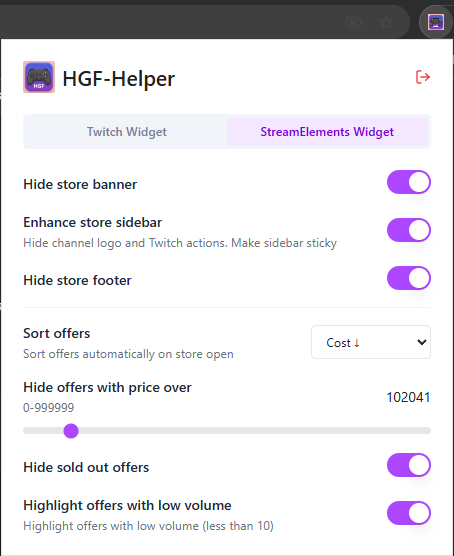 HGF
HGF-Helper
Twitch Widget
StreamElements Widget
Hide store banner
Enhance store sidebar
Hide channel logo and Twitch actions. Make sidebar sticky
Hide store footer
Sort offers
Sort offers automatically on store open
Cost ↓
Hide offers with price over
0-999999
102041
Hide sold out offers
Highlight offers with low volume
Highlight offers with low volume (less than 10)